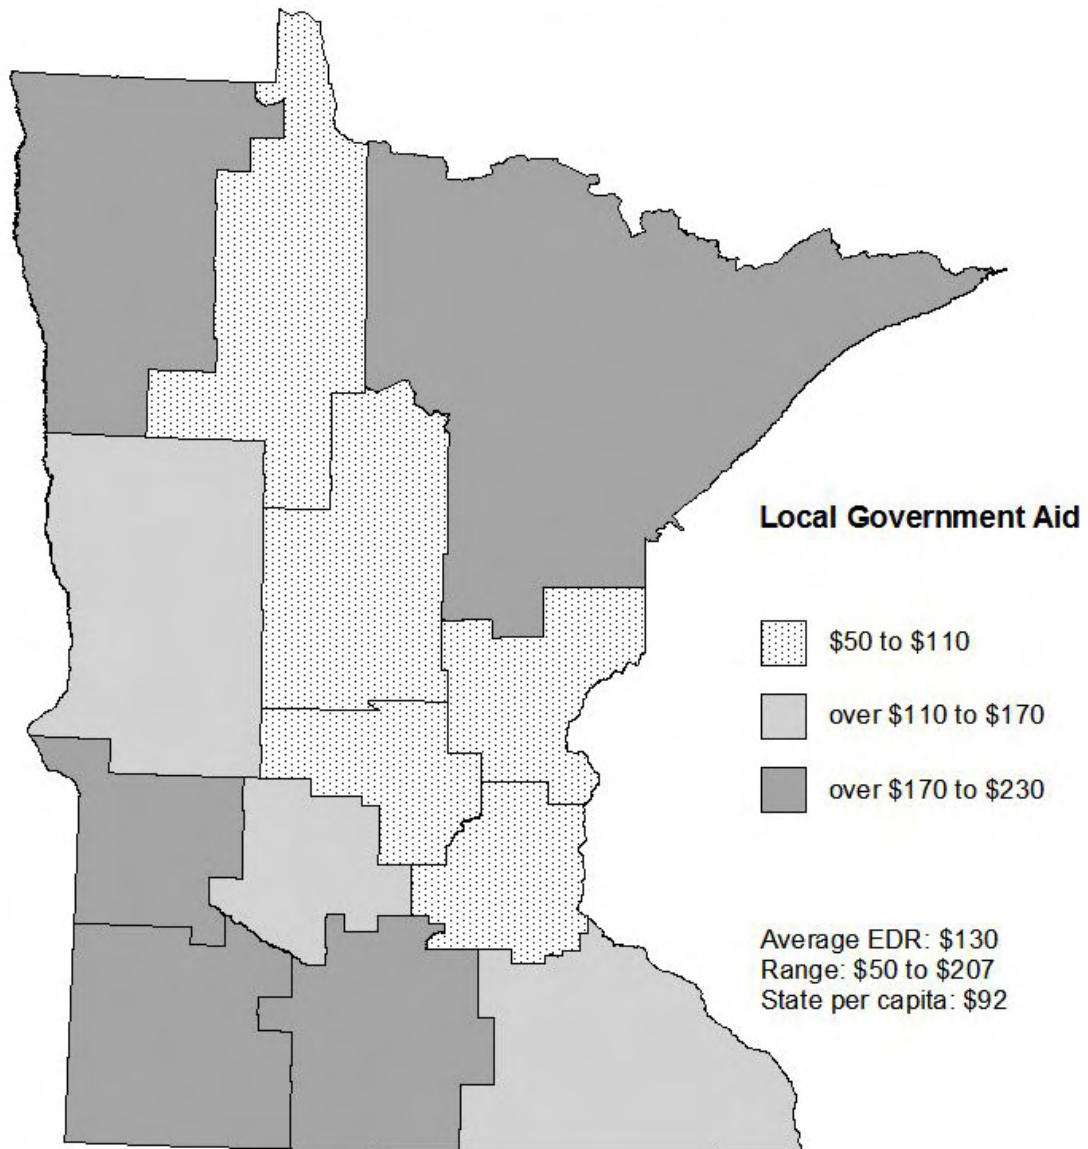 Local Government Aid
$50 to $110
over $110 to $170
over $170 to $230
Average EDR: $130
Range: $50 to $207
State per capita: $92